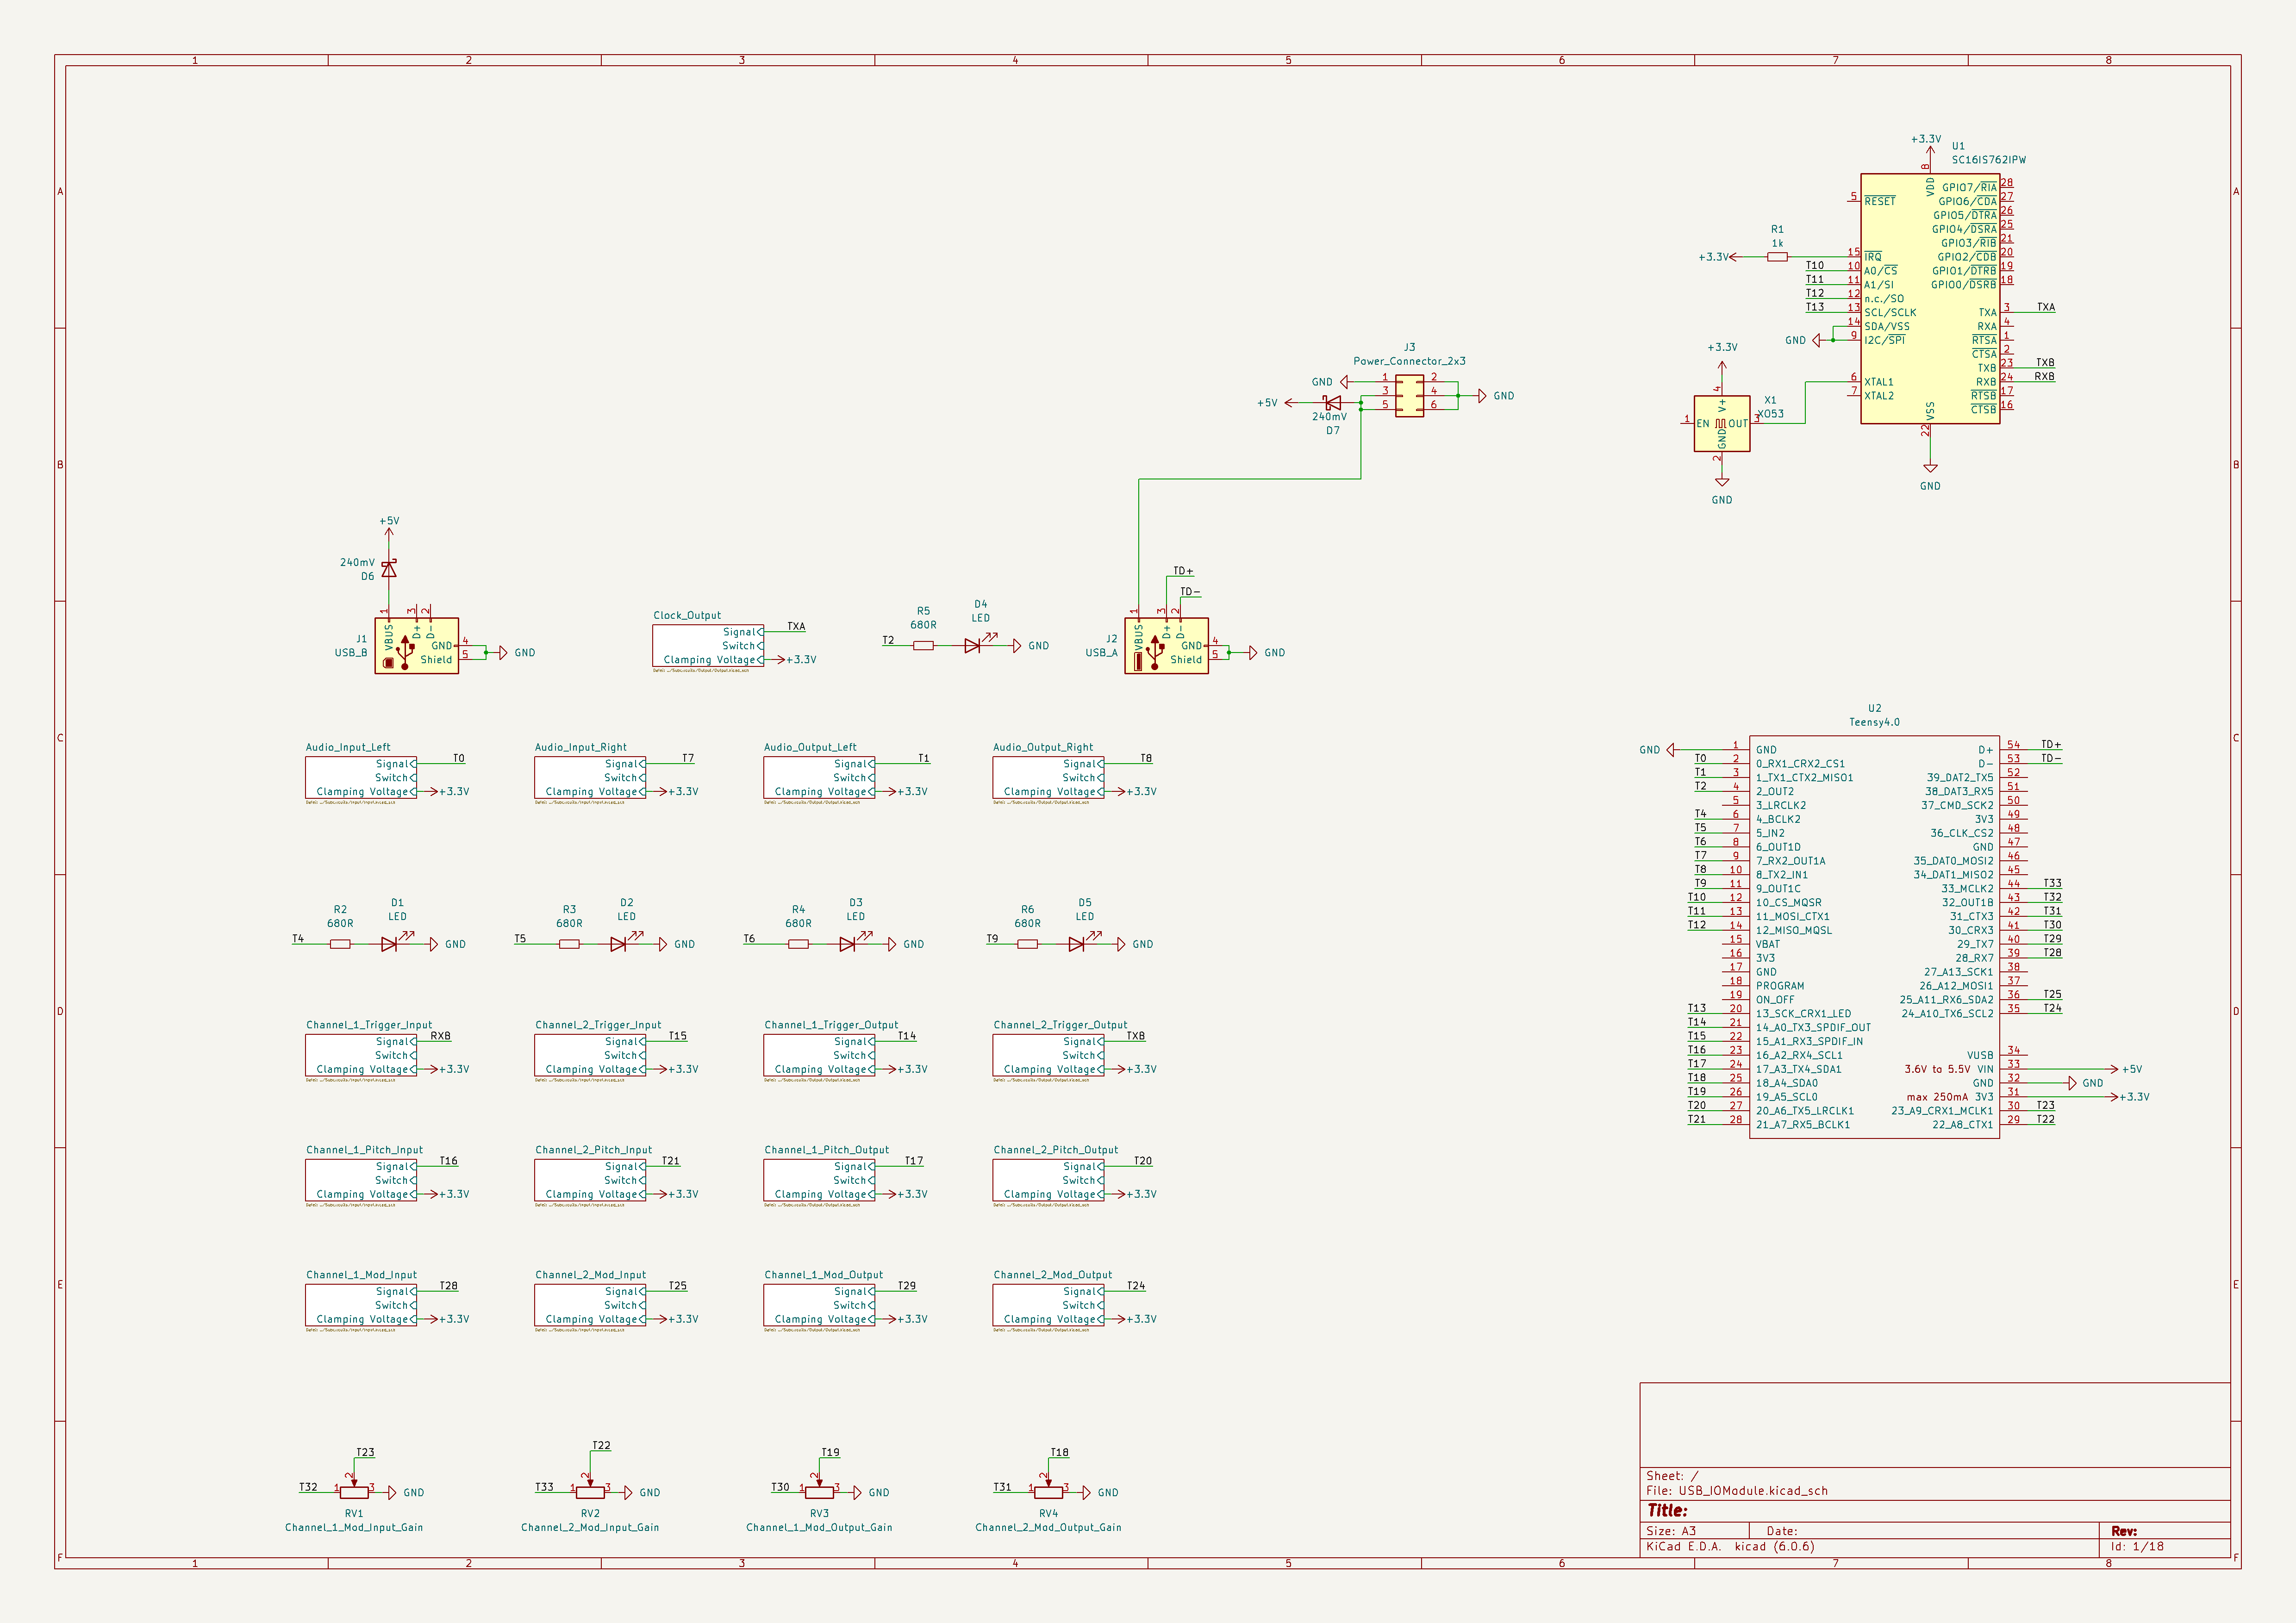 1 2 3 4 5 6 7 8
A A
B B
C C
D D
E E
F F
+3.3V
U1
SC16IS762IPW
8
VDD
5 RESET
15 IRQ
10 A0/CS
11 A1/SI
12 n.c./SO
13 SCL/SCLK
14 SDA/VSS
9 I2C/SPI
6 XTAL1
7 XTAL2
GPIO7/RIA 28
GPIO6/CDA 27
GPIO5/DTRA 26
GPIO4/DSRA 25
GPIO3/RIB 21
GPIO2/CDB 20
GPIO1/DTRB 19
GPIO0/DSRB 18
TXA 3 TXA
RXA 4
RTSA 1
CTSA 2
TXB 23 TXB
RXB 24 RXB
RTSB 17
CTSB 16
VSS
22
GND
R1
1k
+3.3V
T10
T11
T12
T13
GND
+3.3V
4
V+
X1
XO53
1 EN OUT 3
GND
2
GND
J3
Power_Connector_2x3
GND 1 2
3 4
5 6
GND
+5V
240mV
D7
+5V
240mV
D6
J1
USB_B
1 3 2
VBUS D+ D-
GND 4
Shield 5
GND
Clock_Output
Signal TXA
Switch
Clamping Voltage +3.3V
R5
680R
D4
LED
T2 GND
TD+
TD-
J2
USB_A
1 3 2
VBUS D+ D-
GND 4
Shield 5
GND
Audio_Input_Left
Signal T0
Switch
Clamping Voltage +3.3V
Audio_Input_Right
Signal T7
Switch
Clamping Voltage +3.3V
Audio_Output_Left
Signal T1
Switch
Clamping Voltage +3.3V
Audio_Output_Right
Signal T8
Switch
Clamping Voltage +3.3V
R2
680R
D1
LED
T4 GND
R3
680R
D2
LED
T5 GND
R4
680R
D3
LED
T6 GND
R6
680R
D5
LED
T9 GND
Channel_1_Trigger_Input
Signal RXB
Switch
Clamping Voltage +3.3V
Channel_2_Trigger_Input
Signal T15
Switch
Clamping Voltage +3.3V
Channel_1_Trigger_Output
Signal T14
Switch
Clamping Voltage +3.3V
Channel_2_Trigger_Output
Signal TXB
Switch
Clamping Voltage +3.3V
Channel_1_Pitch_Input
Signal T16
Switch
Clamping Voltage +3.3V
Channel_2_Pitch_Input
Signal T21
Switch
Clamping Voltage +3.3V
Channel_1_Pitch_Output
Signal T17
Switch
Clamping Voltage +3.3V
Channel_2_Pitch_Output
Signal T20
Switch
Clamping Voltage +3.3V
Channel_1_Mod_Input
Signal T28
Switch
Clamping Voltage +3.3V
Channel_2_Mod_Input
Signal T25
Switch
Clamping Voltage +3.3V
Channel_1_Mod_Output
Signal T29
Switch
Clamping Voltage +3.3V
Channel_2_Mod_Output
Signal T24
Switch
Clamping Voltage +3.3V
T23
2
T32 1 3 GND
RV1
Channel_1_Mod_Input_Gain
T22
2
T33 1 3 GND
RV2
Channel_2_Mod_Input_Gain
T19
2
T30 1 3 GND
RV3
Channel_1_Mod_Output_Gain
T18
2
T31 1 3 GND
RV4
Channel_2_Mod_Output_Gain
U2
Teensy4.0
GND 1 GND
T0 2 0_RX1_CRX2_CS1
T1 3 1_TX1_CTX2_MISO1
T2 4 2_OUT2
5 3_LRCLK2
T4 6 4_BCLK2
T5 7 5_IN2
T6 8 6_OUT1D
T7 9 7_RX2_OUT1A
T8 10 8_TX2_IN1
T9 11 9_OUT1C
T10 12 10_CS_MQSR
T11 13 11_MOSI_CTX1
T12 14 12_MISO_MQSL
15 VBAT
16 3V3
17 GND
18 PROGRAM
19 ON_OFF
T13 20 13_SCK_CRX1_LED
T14 21 14_A0_TX3_SPDIF_OUT
T15 22 15_A1_RX3_SPDIF_IN
T16 23 16_A2_RX4_SCL1
T17 24 17_A3_TX4_SDA1
T18 25 18_A4_SDA0
T19 26 19_A5_SCL0
T20 27 20_A6_TX5_LRCLK1
T21 28 21_A7_RX5_BCLK1
D+ 54 TD+
D- 53 TD-
39_DAT2_TX5 52
38_DAT3_RX5 51
37_CMD_SCK2 50
3V3 49
36_CLK_CS2 48
GND 47
35_DAT0_MOSI2 46
34_DAT1_MISO2 45
33_MCLK2 44 T33
32_OUT1B 43 T32
31_CTX3 42 T31
30_CRX3 41 T30
29_TX7 40 T29
28_RX7 39 T28
27_A13_SCK1 38
26_A12_MOSI1 37
25_A11_RX6_SDA2 36 T25
24_A10_TX6_SCL2 35 T24
VUSB 34
3.6V to 5.5V VIN 33 +5V
GND 32 GND
max 250mA 3V3 31 +3.3V
23_A9_CRX1_MCLK1 30 T23
22_A8_CTX1 29 T22
Sheet: /
File: USB_IOModule.kicad_sch
Title:
Size: A3 Date: Rev:
KiCad E.D.A. kicad (6.0.6) Id: 1/18
1 2 3 4 5 6 7 8